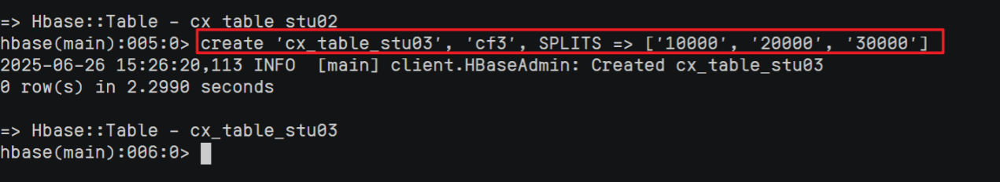 => Hbase::Table - cx_table_stu02
hbase(main):005:0> create 'cx_table_stu03', 'cf3', SPLITS => ['10000', '20000', '30000']
2025-06-26 15:26:20,113 INFO  [main] client.HBaseAdmin: Created cx_table_stu03
0 row(s) in 2.2990 seconds
=> Hbase::Table - cx_table_stu03
hbase(main):006:0>